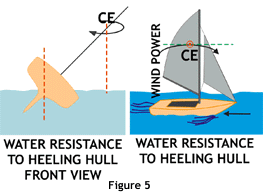 CE
WATER RESISTANCE
TO HEELING HULL
FRONT VIEW
WIND POWER
CE
WATER RESISTANCE
TO HEELING HULL
Figure 5